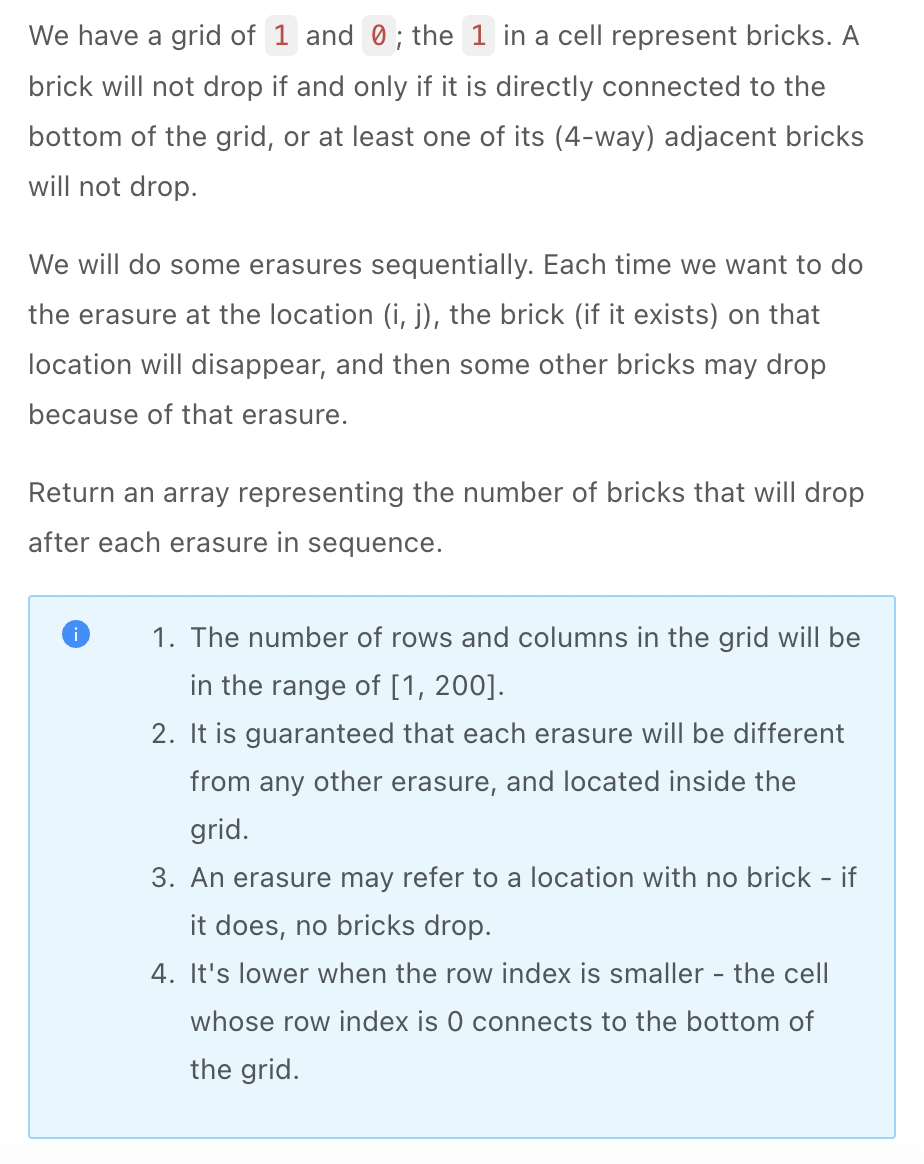 We have a grid of 1 and 0; the 1 in a cell represent bricks. A
brick will not drop if and only if it is directly connected to the
bottom of the grid, or at least one of its (4-way) adjacent bricks
will not drop.
We will do some erasures sequentially. Each time we want to do
the erasure at the location (i, j), the brick (if it exists) on that
location will disappear, and then some other bricks may drop
because of that erasure.
Return an array representing the number of bricks that will drop
after each erasure in sequence.
1. The number of rows and columns in the grid will be
in the range of [1, 200].
2. It is guaranteed that each erasure will be different
from any other erasure, and located inside the
grid.
3. An erasure may refer to a location with no brick - if
it does, no bricks drop.
4. It's lower when the row index is smaller - the cell
whose row index is 0 connects to the bottom of
the grid.